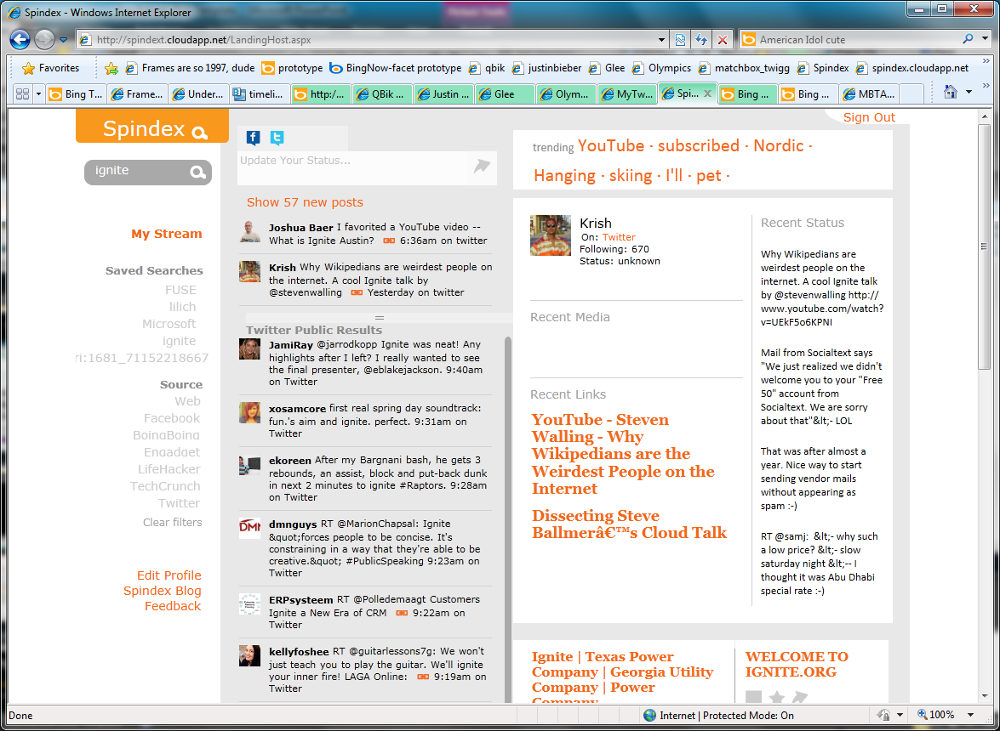 Spindex - Windows Internet Explorer
http://spindext.cloudapp.net/LandingHost.aspx
American Idol cute
Favorites
Frames are so 1997, dude
prototype
BingNow-facet prototype
qbik
justinbieber
Glee
Olympics
matchbox_twigg
Spindex
spindex.cloudapp.net
Bing T...
Frame...
Under...
timeli...
http:/...
QBik ...
Justin ...
Glee
Olym...
MyTw...
Spi...
Bing ...
Bing ...
MBTA...
Sign Out
Spindex
ignite
My Stream
Saved Searches
FUSE
lilich
Microsoft
ignite
ri:1681_71152218667
Source
Web
Facebook
BoingBoing
Engadget
LifeHacker
TechCrunch
Twitter
Clear filters
Edit Profile
Spindex Blog
Feedback
Update Your Status...
Show 57 new posts
Joshua Baer I favorited a YouTube video --
What is Ignite Austin? 6:36am on twitter
Krish Why Wikipedians are weirdest people on
the internet. A cool Ignite talk by
@stevenwalling Yesterday on twitter
Twitter Public Results
JamiRay @jarrodkopp Ignite was neat! Any
highlights after I left? I really wanted to see
the final presenter, @eblakejackson. 9:40am
on Twitter
xosamcore first real spring day soundtrack:
fun.'s aim and ignite. perfect. 9:31am on
Twitter
ekoreen After my Bargnani bash, he gets 3
rebounds, an assist, block and put-back dunk
in next 2 minutes to ignite #Raptors. 9:28am
on Twitter
dmnguys RT @MarionChapsal: Ignite
&quot;forces people to be concise. It's
constraining in a way that they're able to be
creative.&quot; #PublicSpeaking 9:23am on
Twitter
ERPsysteem RT @Polledemaagt Customers
Ignite a New Era of CRM 9:22am on
Twitter
kellyfoshee RT @guitarlessons7g: We won't
just teach you to play the guitar. We'll ignite
your inner fire! LAGA Online: 9:19am on
Twitter
trending YouTube · subscribed · Nordic ·
Hanging · skiing · I'll · pet ·
Krish
On: Twitter
Following: 670
Status: unknown
Recent Media
Recent Links
YouTube - Steven
Walling - Why
Wikipedians are the
Weirdest People on the
Internet
Dissecting Steve
Ballmerâ€™s Cloud Talk
Recent Status
Why Wikipedians are
weirdest people on the
internet. A cool Ignite talk
by @stevenwalling http://
www.youtube.com/watch?
v=UEkF5o6KPNI
Mail from Socialtext says
"We just realized we didn't
welcome you to your "Free
50" account from
Socialtext. We are sorry
about that"&lt;- LOL
That was after almost a
year. Nice way to start
sending vendor mails
without appearing as
spam :-)
RT @samj: &lt;- why such
a low price? &lt;- slow
saturday night &lt;-- I
thought it was Abu Dhabi
special rate :-)
Ignite | Texas Power
Company | Georgia Utility
Company | Power
Company
WELCOME TO
IGNITE.ORG
Done
Internet | Protected Mode: On
100%